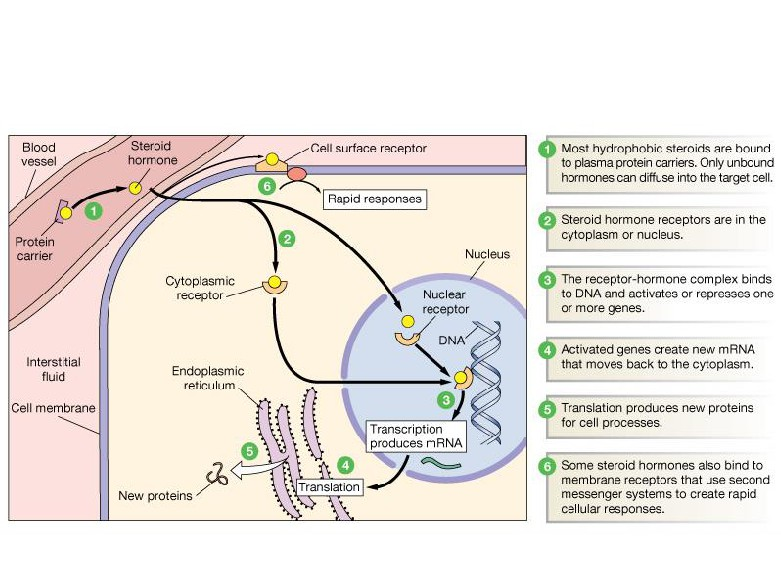 Blood
vessel
Steroid
hormone
Cell surface receptor
6
Rapid responses
1
Protein
carrier
2
Nucleus
Cytoplasmic
receptor
Nuclear
receptor
DNA
Interstitial
fluid
Endoplasmic
reticulum
3
Cell membrane
Transcription
produces mRNA
5
4
New proteins
Translation
1 Most hydrophobic steroids are bound
to plasma protein carriers. Only unbound
hormones can diffuse into the target cell.
2 Steroid hormone receptors are in the
cytoplasm or nucleus.
3 The receptor-hormone complex binds
to DNA and activates or represses one
or more genes.
4 Activated genes create new mRNA
that moves back to the cytoplasm.
5 Translation produces new proteins
for cell processes.
6 Some steroid hormones also bind to
membrane receptors that use second
messenger systems to create rapid
cellular responses.